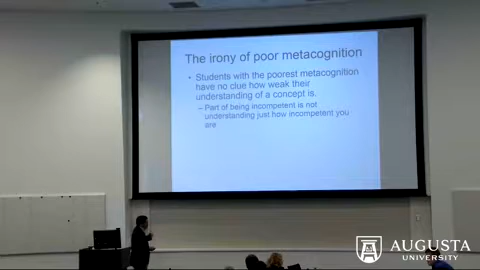 The irony of poor metacognition
• Students with the poorest metacognition
have no clue how weak their
understanding of a concept is.
– Part of being incompetent is not
understanding just how incompetent you
are
AUGUSTA
UNIVERSITY